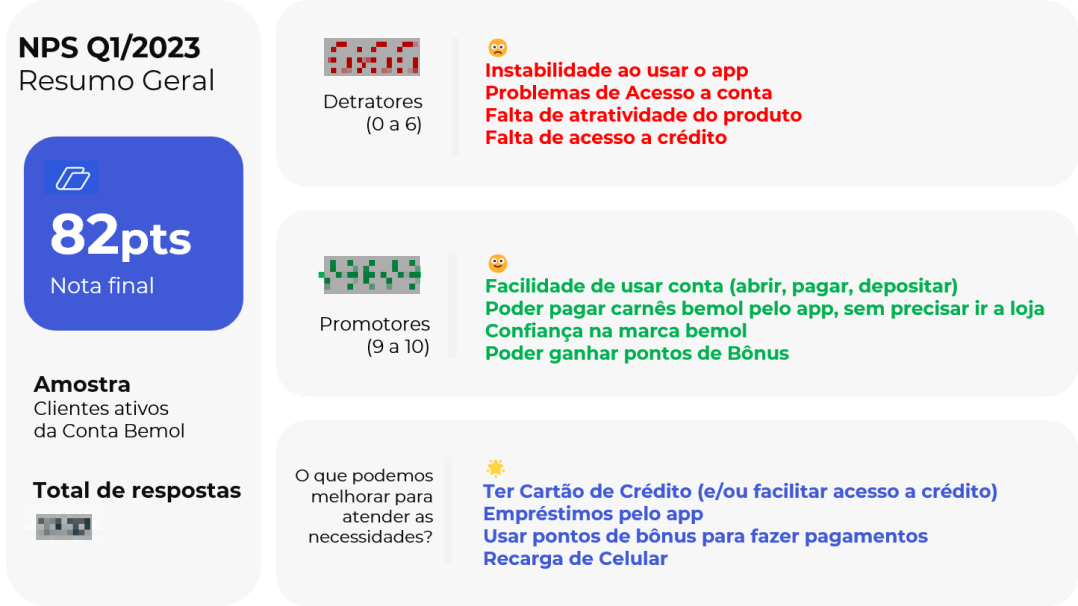 NPS Q1/2023
Resumo Geral
82pts
Nota final
Amostra
Clientes ativos
da Conta Bemol
Total de respostas
Detratores
(0 a 6)
Instabilidade ao usar o app
Problemas de Acesso a conta
Falta de atratividade do produto
Falta de acesso a crédito
Promotores
(9 a 10)
Facilidade de usar conta (abrir, pagar, depositar)
Poder pagar carnês bemol pelo app, sem precisar ir a loja
Confiança na marca bemol
Poder ganhar pontos de Bônus
O que podemos
melhorar para
atender as
necessidades?
Ter Cartão de Crédito (e/ou facilitar acesso a crédito)
Empréstimos pelo app
Usar pontos de bônus para fazer pagamentos
Recarga de Celular